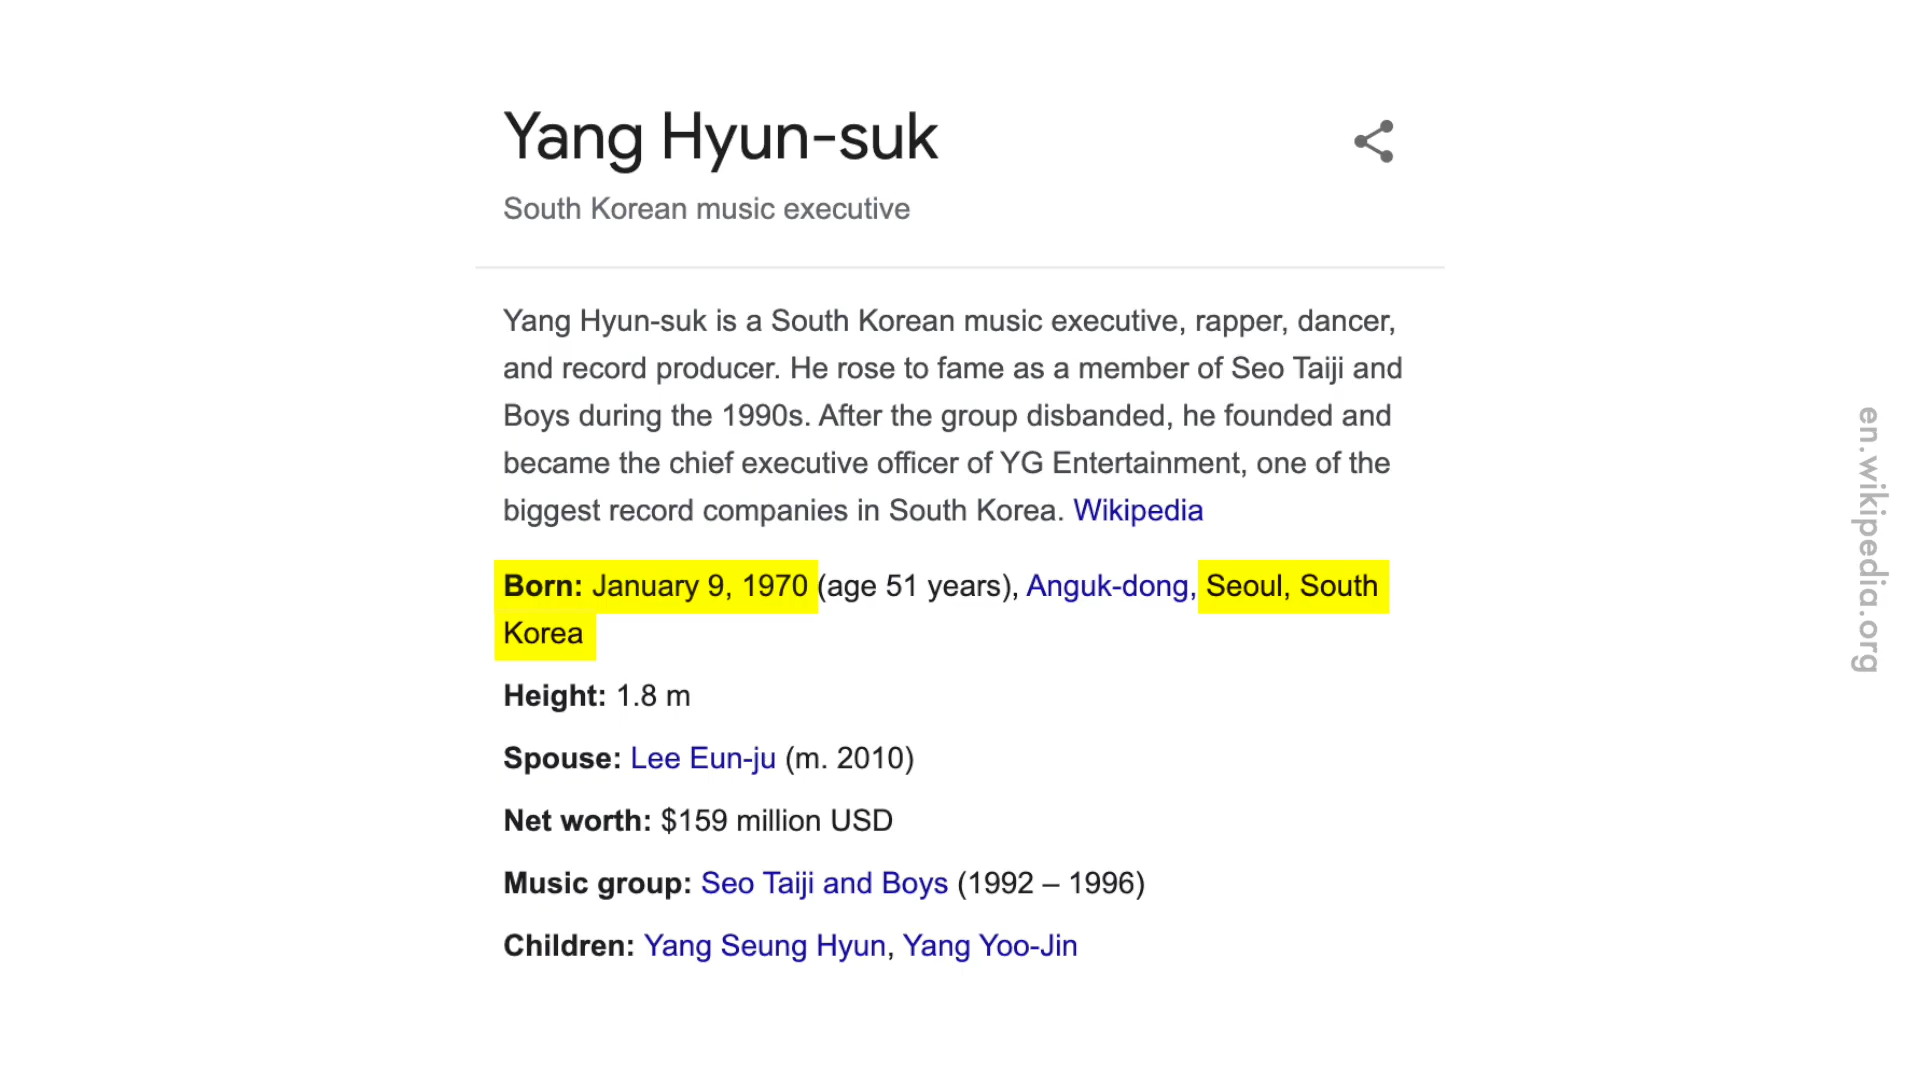 Yang Hyun-suk
South Korean music executive
Yang Hyun-suk is a South Korean music executive, rapper, dancer,
and record producer. He rose to fame as a member of Seo Taiji and
Boys during the 1990s. After the group disbanded, he founded and
became the chief executive officer of YG Entertainment, one of the
biggest record companies in South Korea. Wikipedia
Born: January 9, 1970 (age 51 years), Anguk-dong, Seoul, South
Korea
Height: 1.8 m
Spouse: Lee Eun-ju (m. 2010)
Net worth: $159 million USD
Music group: Seo Taiji and Boys (1992 – 1996)
Children: Yang Seung Hyun, Yang Yoo-Jin
en.wikipedia.org